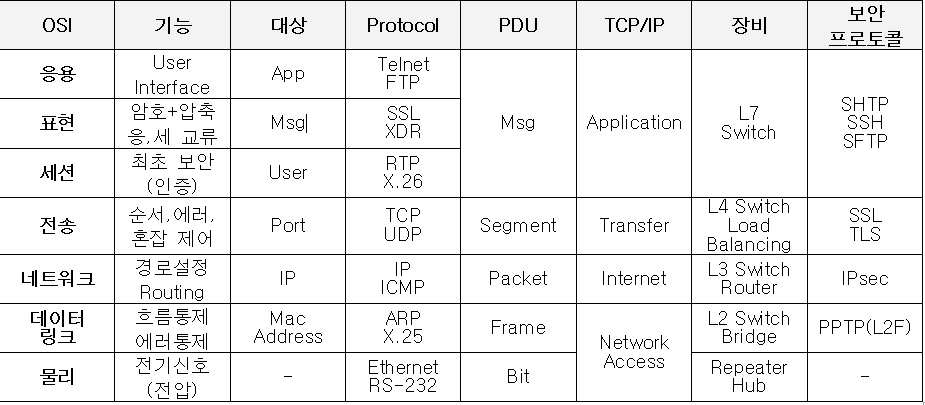 OSI 기능 대상 Protocol PDU TCP/IP 장비 보안 프로토콜
응용
User
Interface
App
Telnet
FTP
Msg
Application
L7
Switch
SHTP
SSH
SFTP
표현
암호+압축
응,세 교류
Msg
SSL
XDR
세션
최초 보안
(인증)
User
RTP
X.26
전송
순서,에러,
혼잡 제어
Port
TCP
UDP
Segment
Transfer
L4 Switch
Load
Balancing
SSL
TLS
네트워크
경로설정
Routing
IP
IP
ICMP
Packet
Internet
L3 Switch
Router
IPsec
데이터
링크
흐름통제
에러통제
Mac
Address
ARP
X.25
Frame
Network
Access
L2 Switch
Bridge
PPTP(L2F)
물리
전기신호
(전압)
-
Ethernet
RS-232
Bit
Repeater
Hub
-